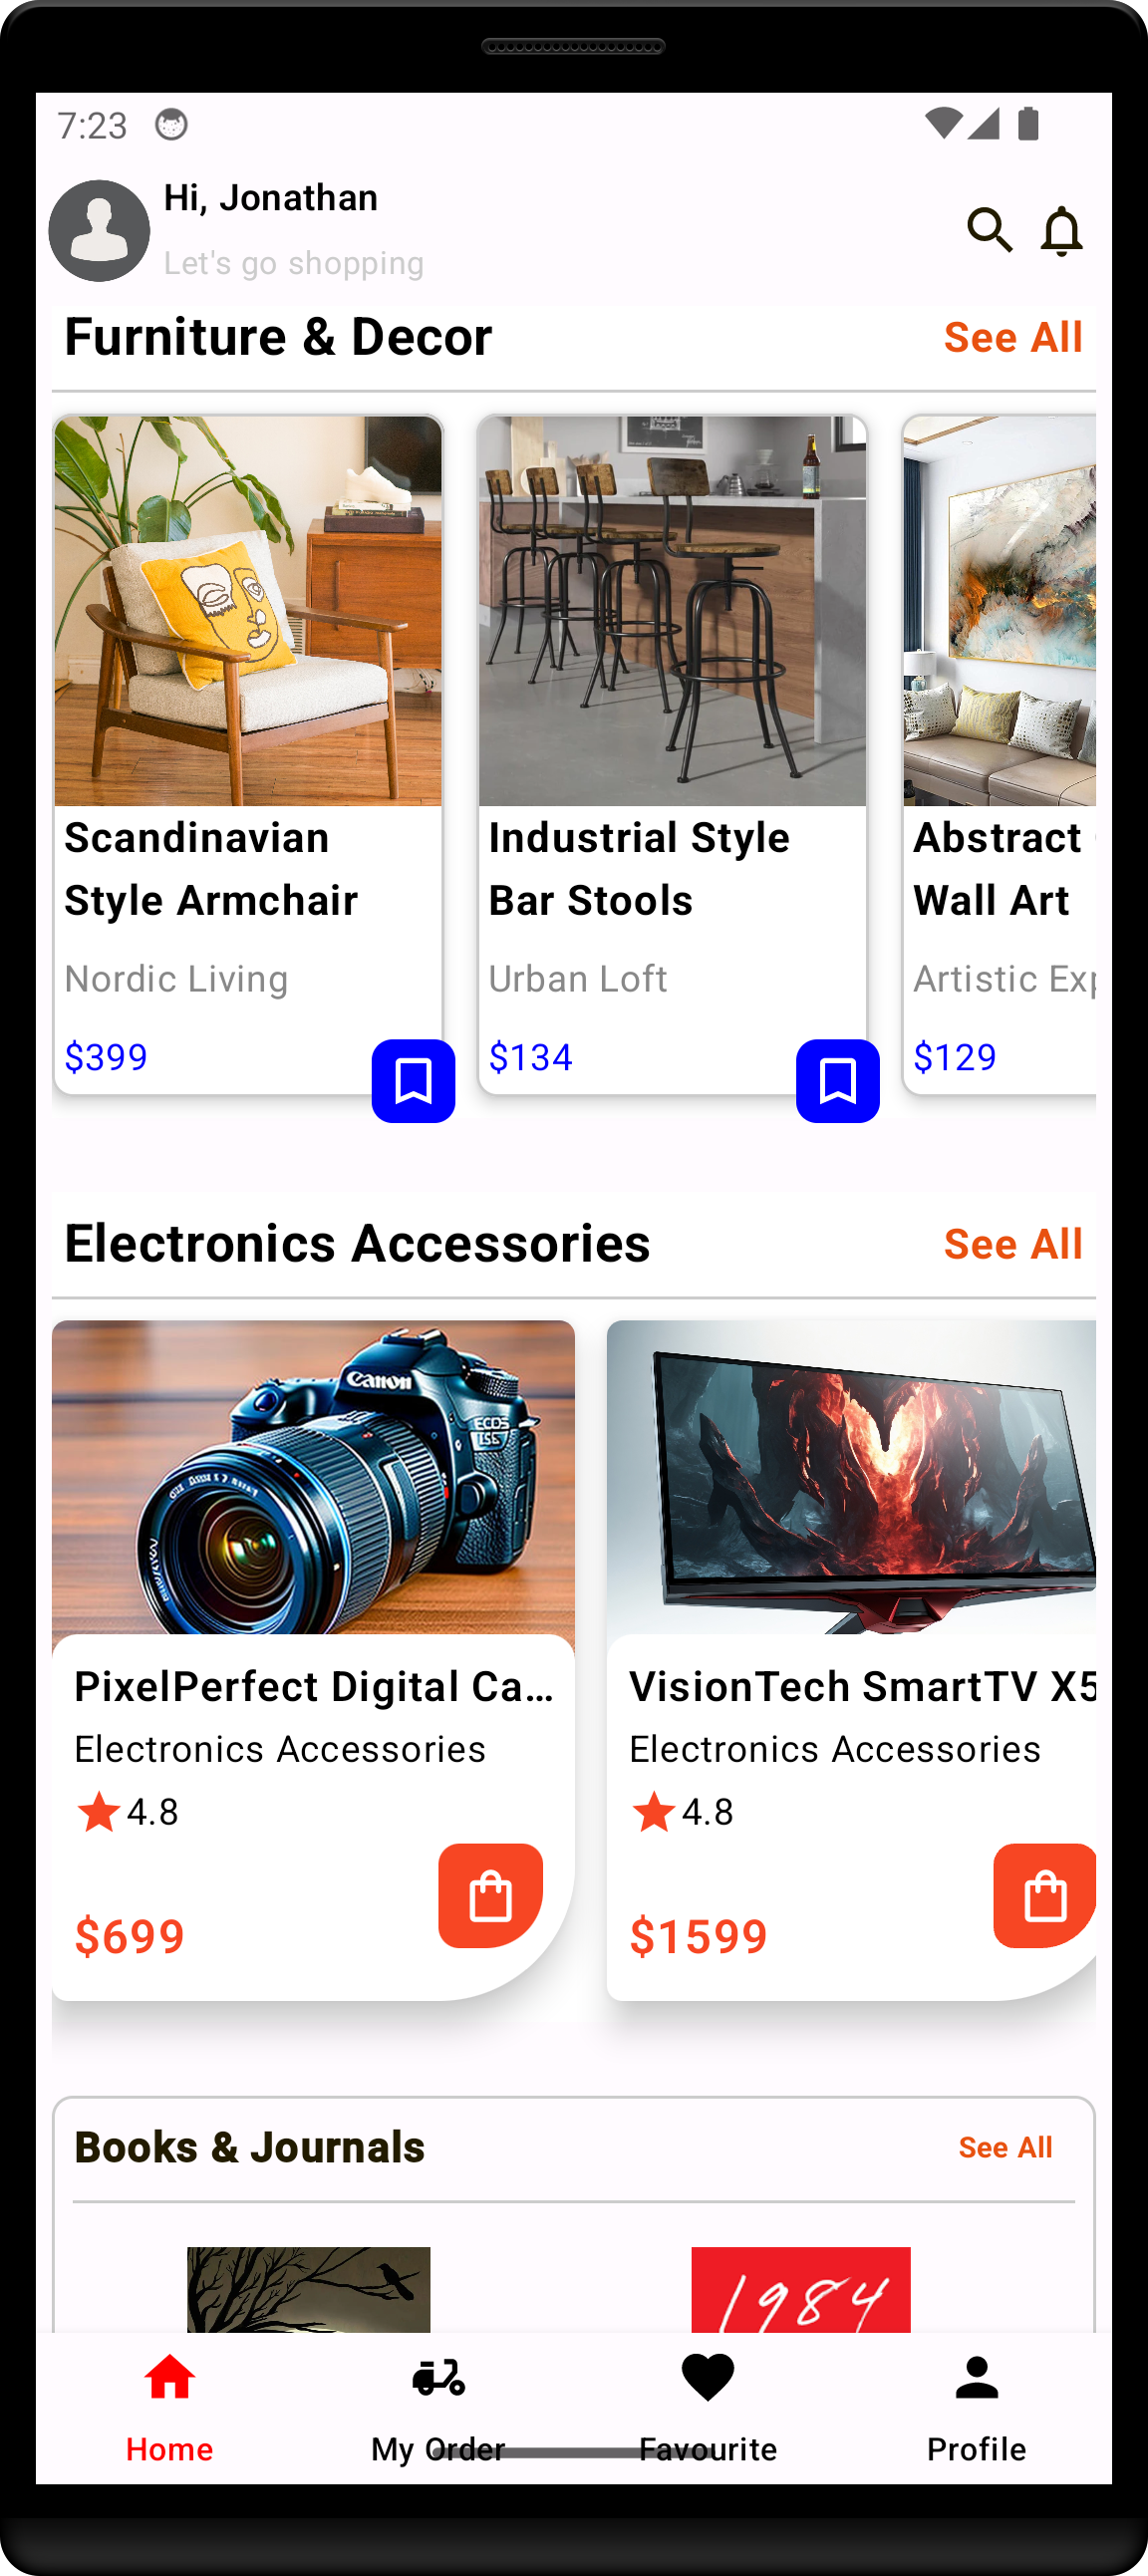 7:23
Hi, Jonathan
Let's go shopping
Furniture & Decor
See All
Scandinavian
Style Armchair
Nordic Living
$399
Industrial Style
Bar Stools
Urban Loft
$134
Abstract
Wall Art
Artistic
$129
Electronics Accessories
See All
Canon
PixelPerfect Digital Ca...
Electronics Accessories
4.8
$699
VisionTech SmartTV X5
Electronics Accessories
4.8
$1599
Books & Journals
See All
1984
Home
My Order
Favourite
Profile